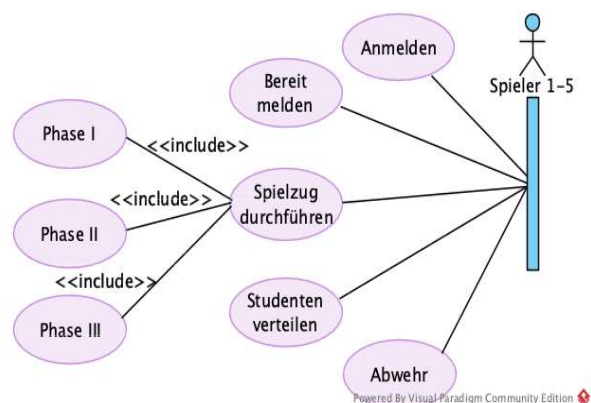 Anmelden
Spieler 1-5
Bereit
melden
Phase I
<<include>>
Spielzug
durchführen
<<include>>
Phase II
<<include>>
Phase III
Studenten
verteilen
Abwehr
Powered By Visual Paradigm Community Edition